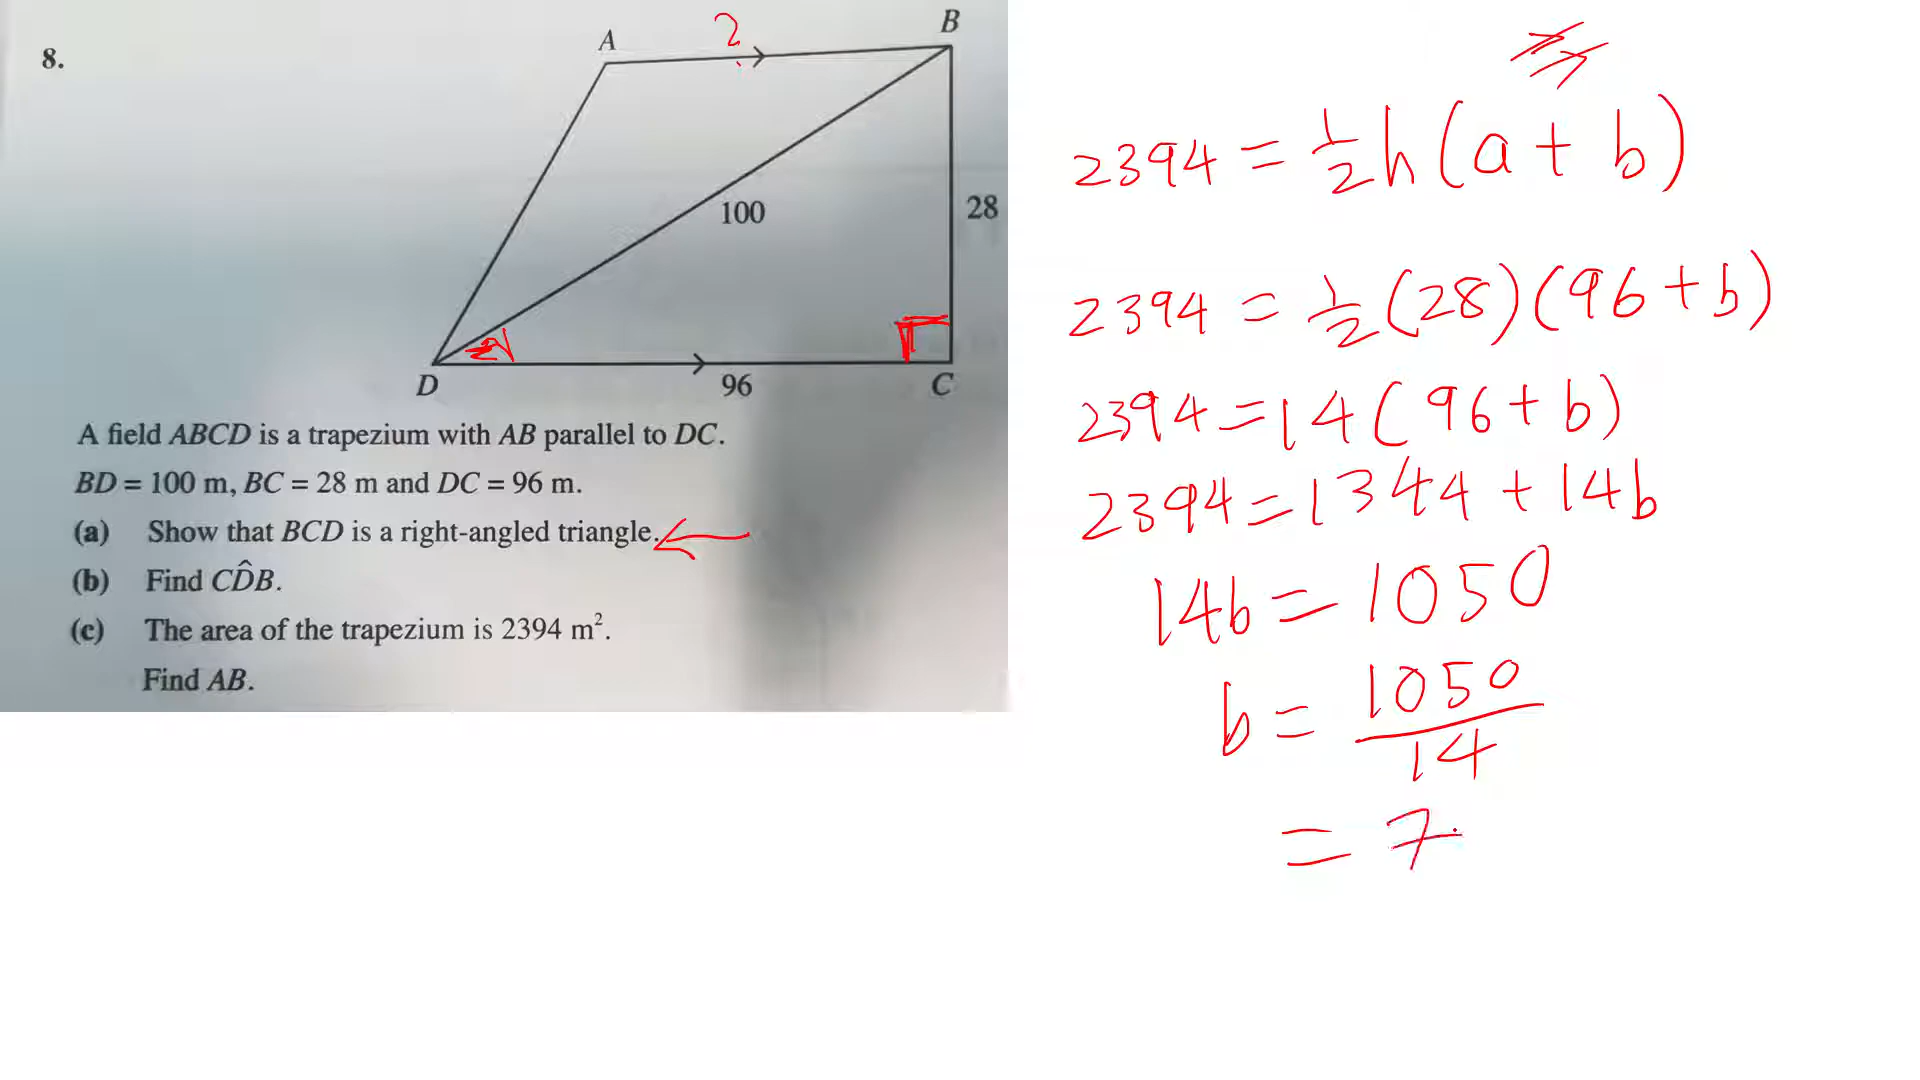 8.
A
?
B
100
28
D
96
C
A field ABCD is a trapezium with AB parallel to DC.
BD = 100 m, BC = 28 m and DC = 96 m.
(a) Show that BCD is a right-angled triangle.
(b) Find CD̂B.
(c) The area of the trapezium is 2394 m².
Find AB.
2394 = ½h(a + b)
2394 = ½(28)(96 + b)
2394 = 14(96 + b)
2394 = 1344 + 14b
14b = 1050
b = 1050/14
= 7